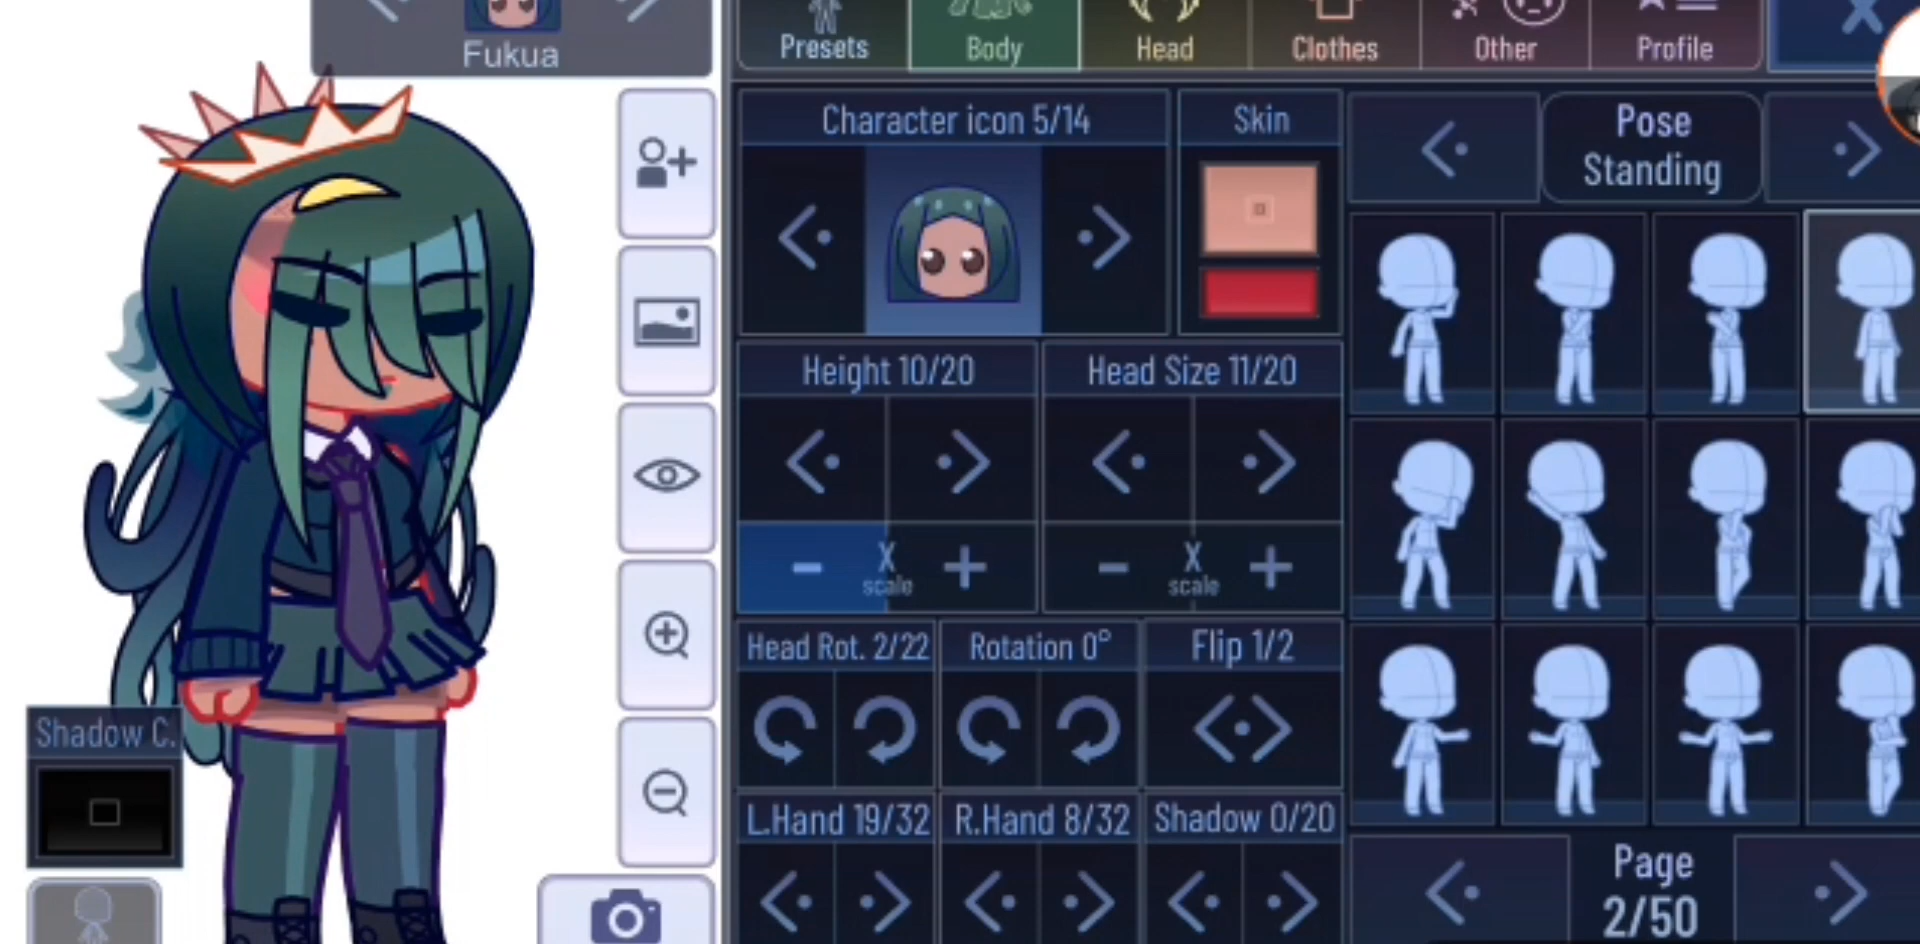 Fukua
Presets
Body
Head
Clothes
Other
Profile
X
Character icon 5/14
Skin
Pose
Standing
Height 10/20
Head Size 11/20
- X scale +
- X scale +
Head Rot. 2/22
Rotation 0°
Flip 1/2
Shadow C.
L.Hand 19/32
R.Hand 8/32
Shadow 0/20
Page
2/50